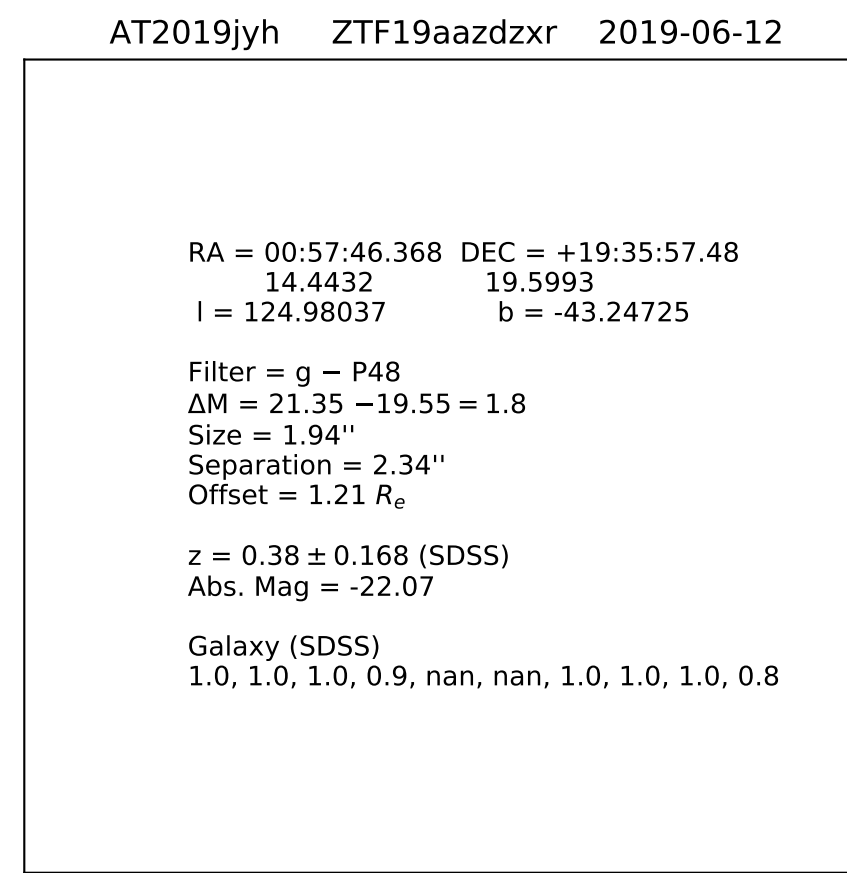 AT2019jyh ZTF19aazdzxr 2019-06-12
RA = 00:57:46.368 DEC = +19:35:57.48
14.4432 19.5993
l = 124.98037 b = -43.24725
Filter = g − P48
ΔM = 21.35 −19.55 = 1.8
Size = 1.94''
Separation = 2.34''
Offset = 1.21 Rₑ
z = 0.38 ± 0.168 (SDSS)
Abs. Mag = -22.07
Galaxy (SDSS)
1.0, 1.0, 1.0, 0.9, nan, nan, 1.0, 1.0, 1.0, 0.8